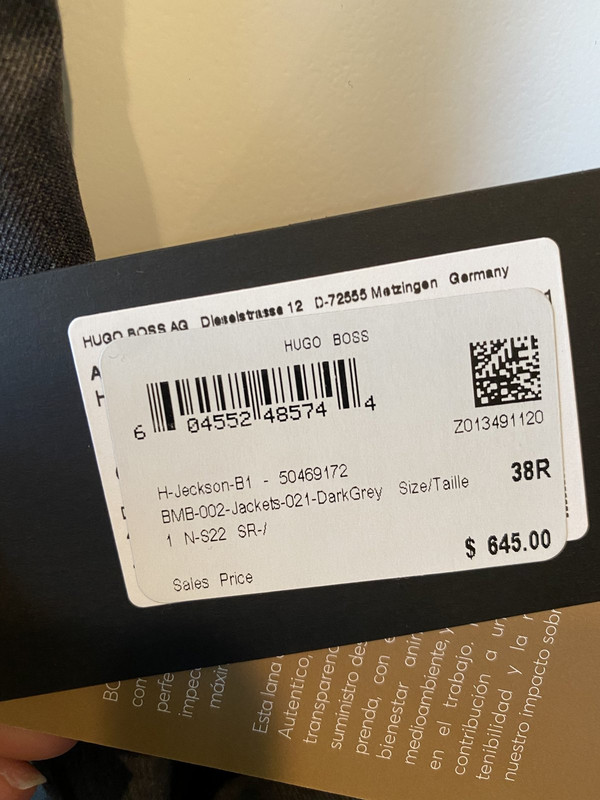 HUGO BOSS AG Dieselstrasse 12 D-72555 Metzingen Germany
HUGO BOSS
6 04552 48574 4
Z013491120
H-Jeckson-B1 - 50469172
BMB-002-Jackets-021-DarkGrey Size/Taille 38R
1 N-S22 SR-/
$ 645.00
Sales Price
Esta lana
Autentico,
transparenc
suministro de
prenda, con
bienestar anim
medioambiente, y
en el trabajo.
contribución a un
tenibilidad y la
nuestro impacto sobr